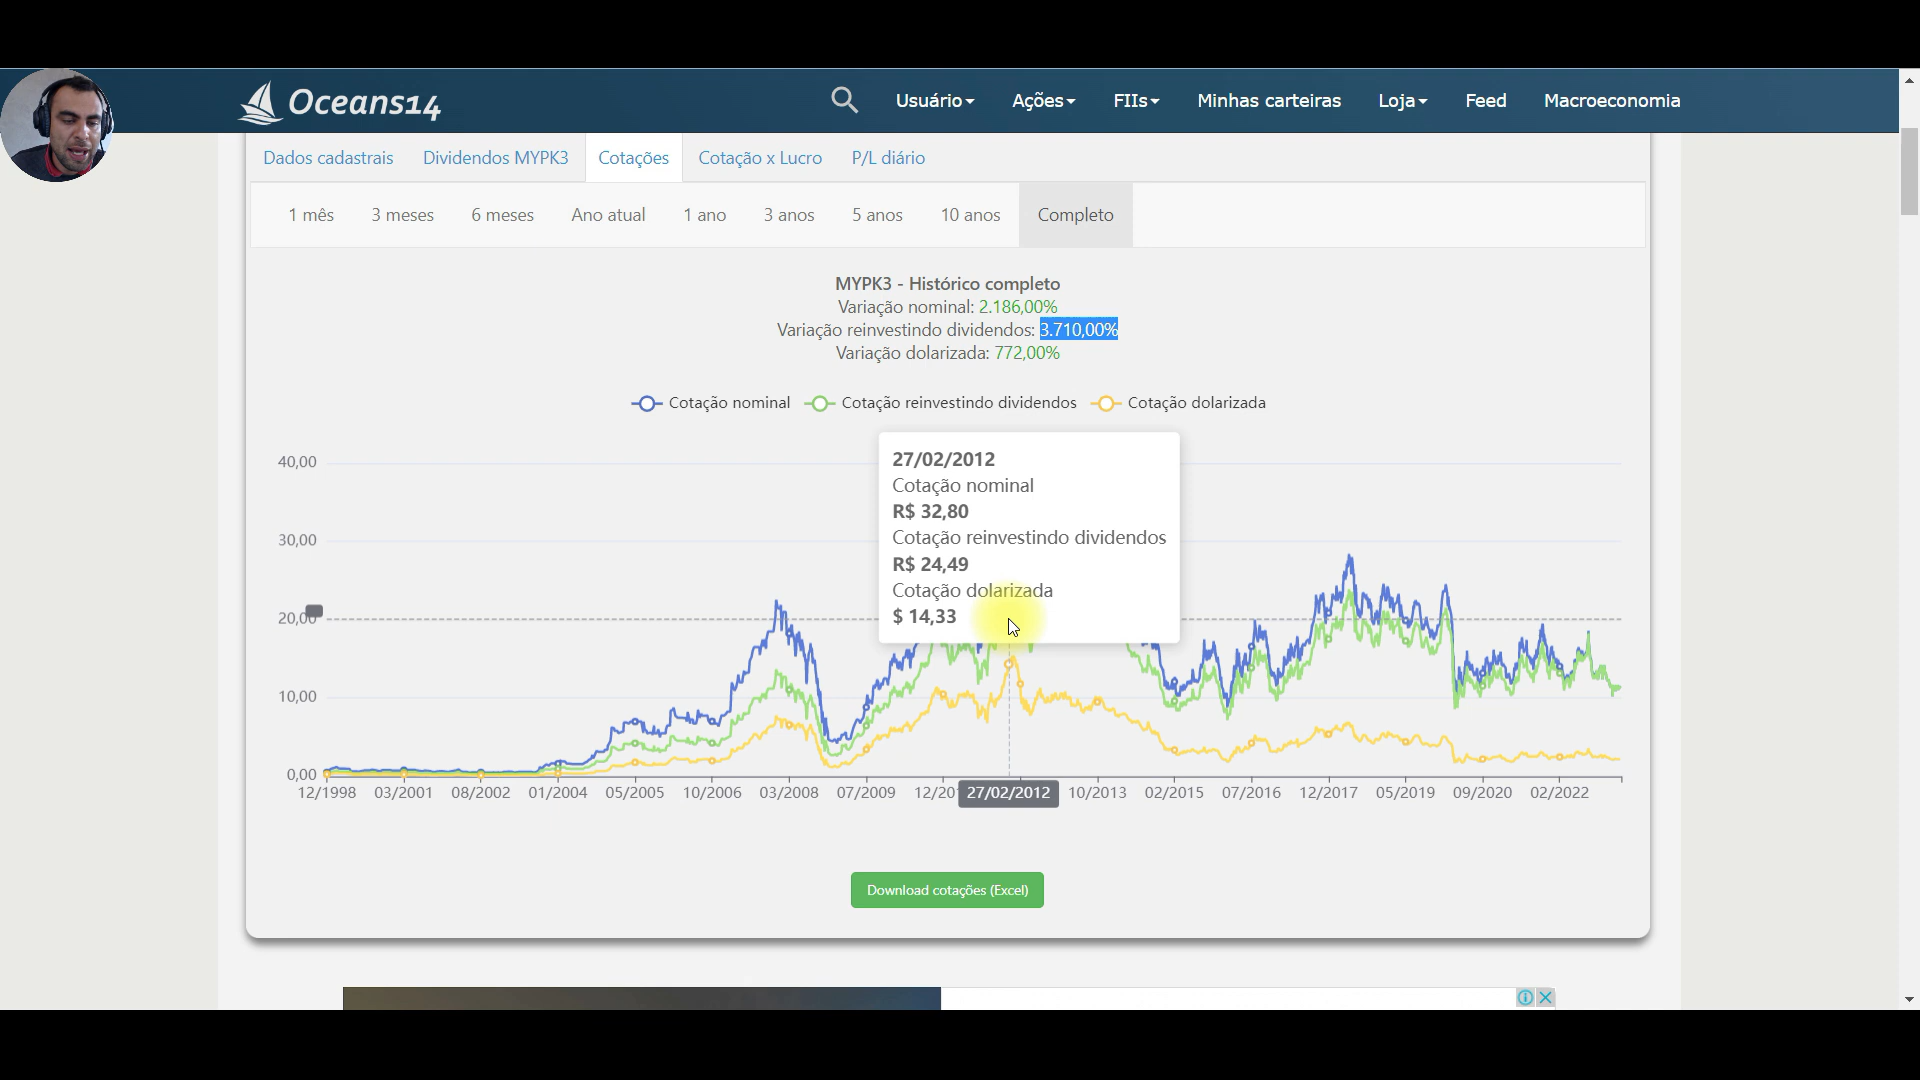 Oceans14
Usuário
Ações
FIIs
Minhas carteiras
Loja
Feed
Macroeconomia
Dados cadastrais
Dividendos MYPK3
Cotações
Cotação x Lucro
P/L diário
1 mês
3 meses
6 meses
Ano atual
1 ano
3 anos
5 anos
10 anos
Completo
MYPK3 - Histórico completo
Variação nominal: 2.186,00%
Variação reinvestindo dividendos: 3.710,00%
Variação dolarizada: 772,00%
Cotação nominal
Cotação reinvestindo dividendos
Cotação dolarizada
40,00
30,00
20,00
10,00
0,00
27/02/2012
Cotação nominal
R$ 32,80
Cotação reinvestindo dividendos
R$ 24,49
Cotação dolarizada
$ 14,33
12/1998
03/2001
08/2002
01/2004
05/2005
10/2006
03/2008
07/2009
27/02/2012
10/2013
02/2015
07/2016
12/2017
05/2019
09/2020
02/2022
Download cotações (Excel)